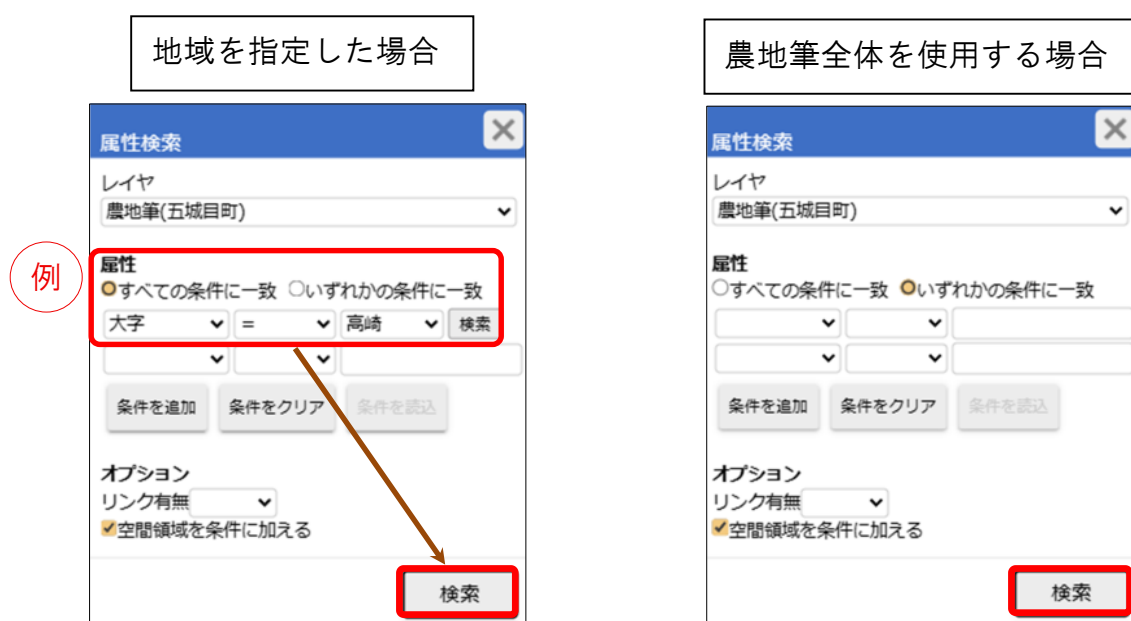 地域を指定した場合
属性検索
レイヤ
農地筆(五城目町)
例
属性
すべての条件に一致 いずれかの条件に一致
大字 = 高崎 検索
条件を追加 条件をクリア 条件を読込
オプション
リンク有無
空間領域を条件に加える
検索
農地筆全体を使用する場合
属性検索
レイヤ
農地筆(五城目町)
属性
すべての条件に一致 いずれかの条件に一致
条件を追加 条件をクリア 条件を読込
オプション
リンク有無
空間領域を条件に加える
検索